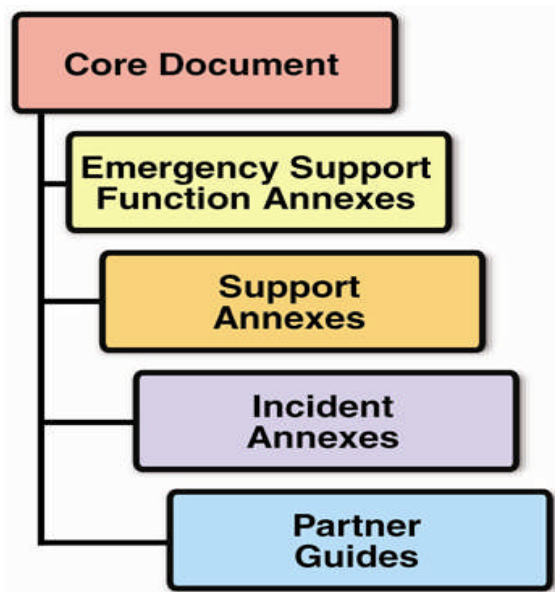 Core Document
Emergency Support
Function Annexes
Support
Annexes
Incident
Annexes
Partner
Guides